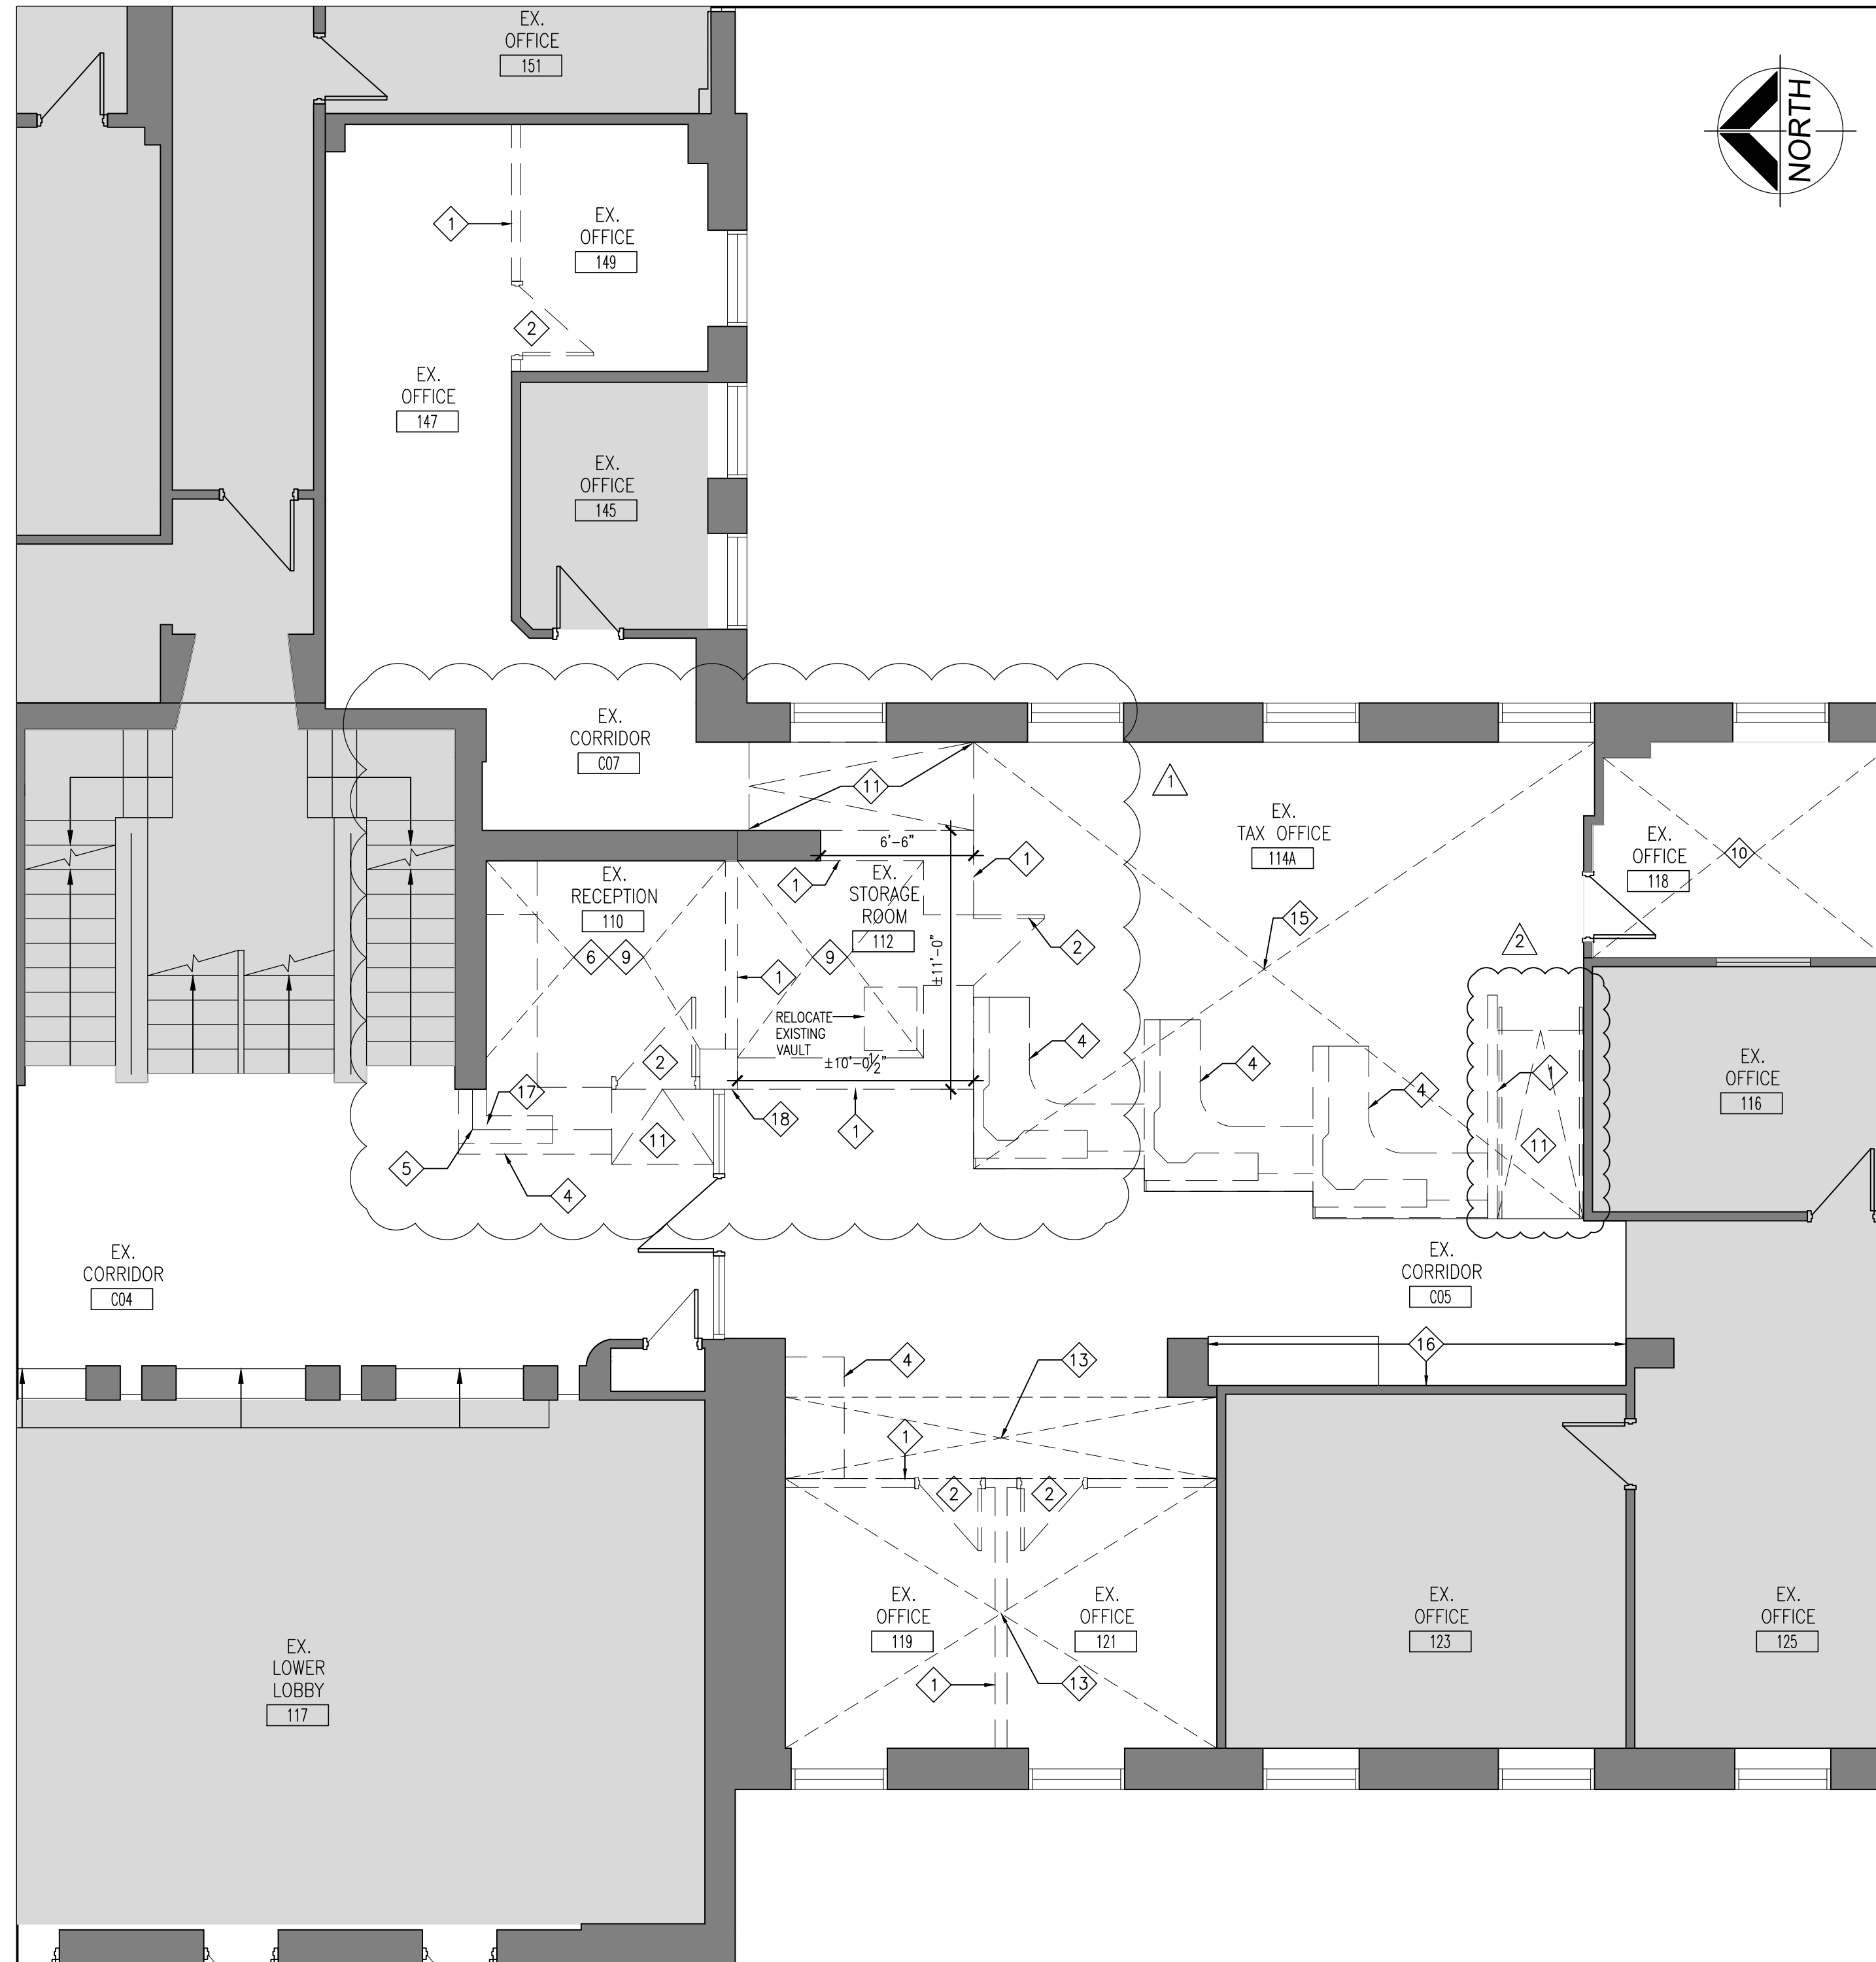 EX.
OFFICE
151
NORTH
1
EX.
OFFICE
149
2
EX.
OFFICE
147
EX.
OFFICE
145
EX.
CORRIDOR
C07
11
1
EX.
TAX OFFICE
114A
6'-6"
1
1
EX.
OFFICE
118
10
EX.
RECEPTION
110
EX.
STORAGE
ROOM
112
15
2
2
6
9
9
±11'-0"
1
RELOCATE
EXISTING
VAULT
±10'-0½"
4
4
4
1
2
17
18
1
11
11
5
4
EX.
OFFICE
116
EX.
CORRIDOR
C04
EX.
CORRIDOR
C05
4
13
16
1
2
2
EX.
OFFICE
119
EX.
OFFICE
121
EX.
OFFICE
123
EX.
OFFICE
125
1
13
EX.
LOWER
LOBBY
117